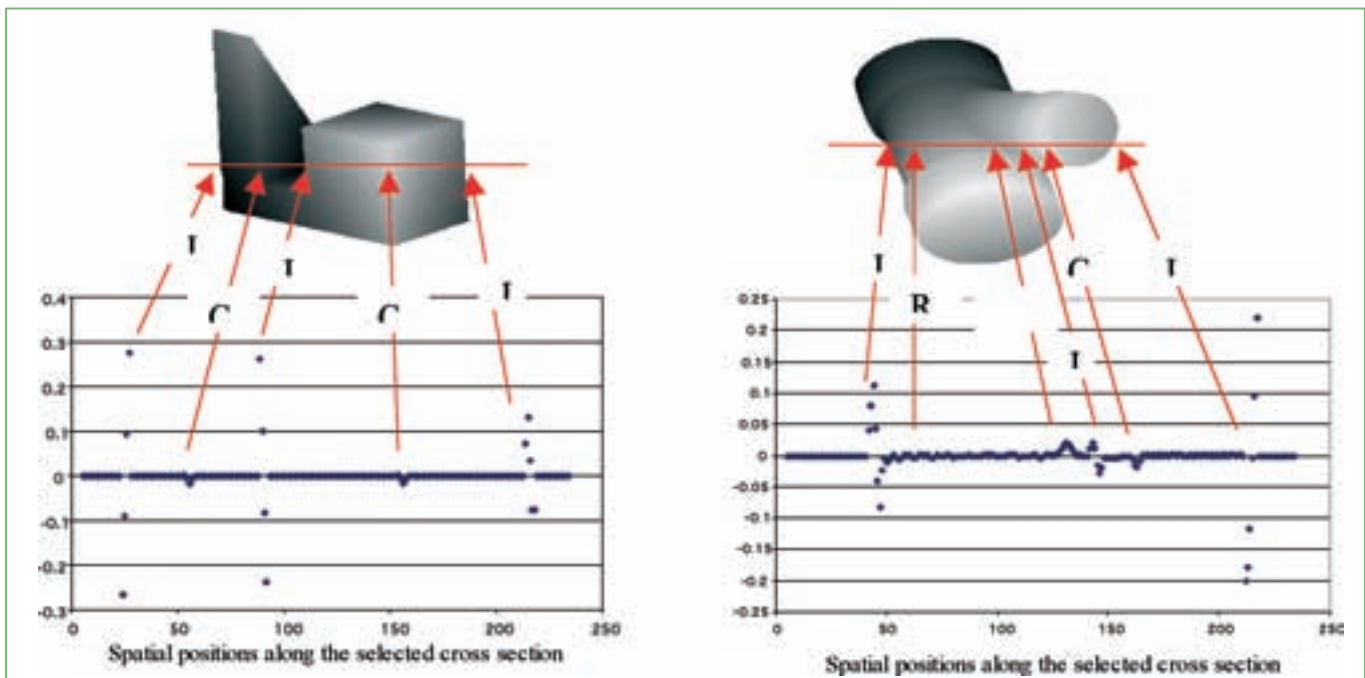 I
I
I
C
C
0.4
0.3
0.2
0.1
0
-0.1
-0.2
-0.3
0 50 100 150 200 250
Spatial positions along the selected cross section
I
C
I
R
I
0.25
0.2
0.15
0.1
0.05
0
-0.05
-0.1
-0.15
-0.2
-0.25
0 50 100 150 200 250
Spatial positions along the selected cross section